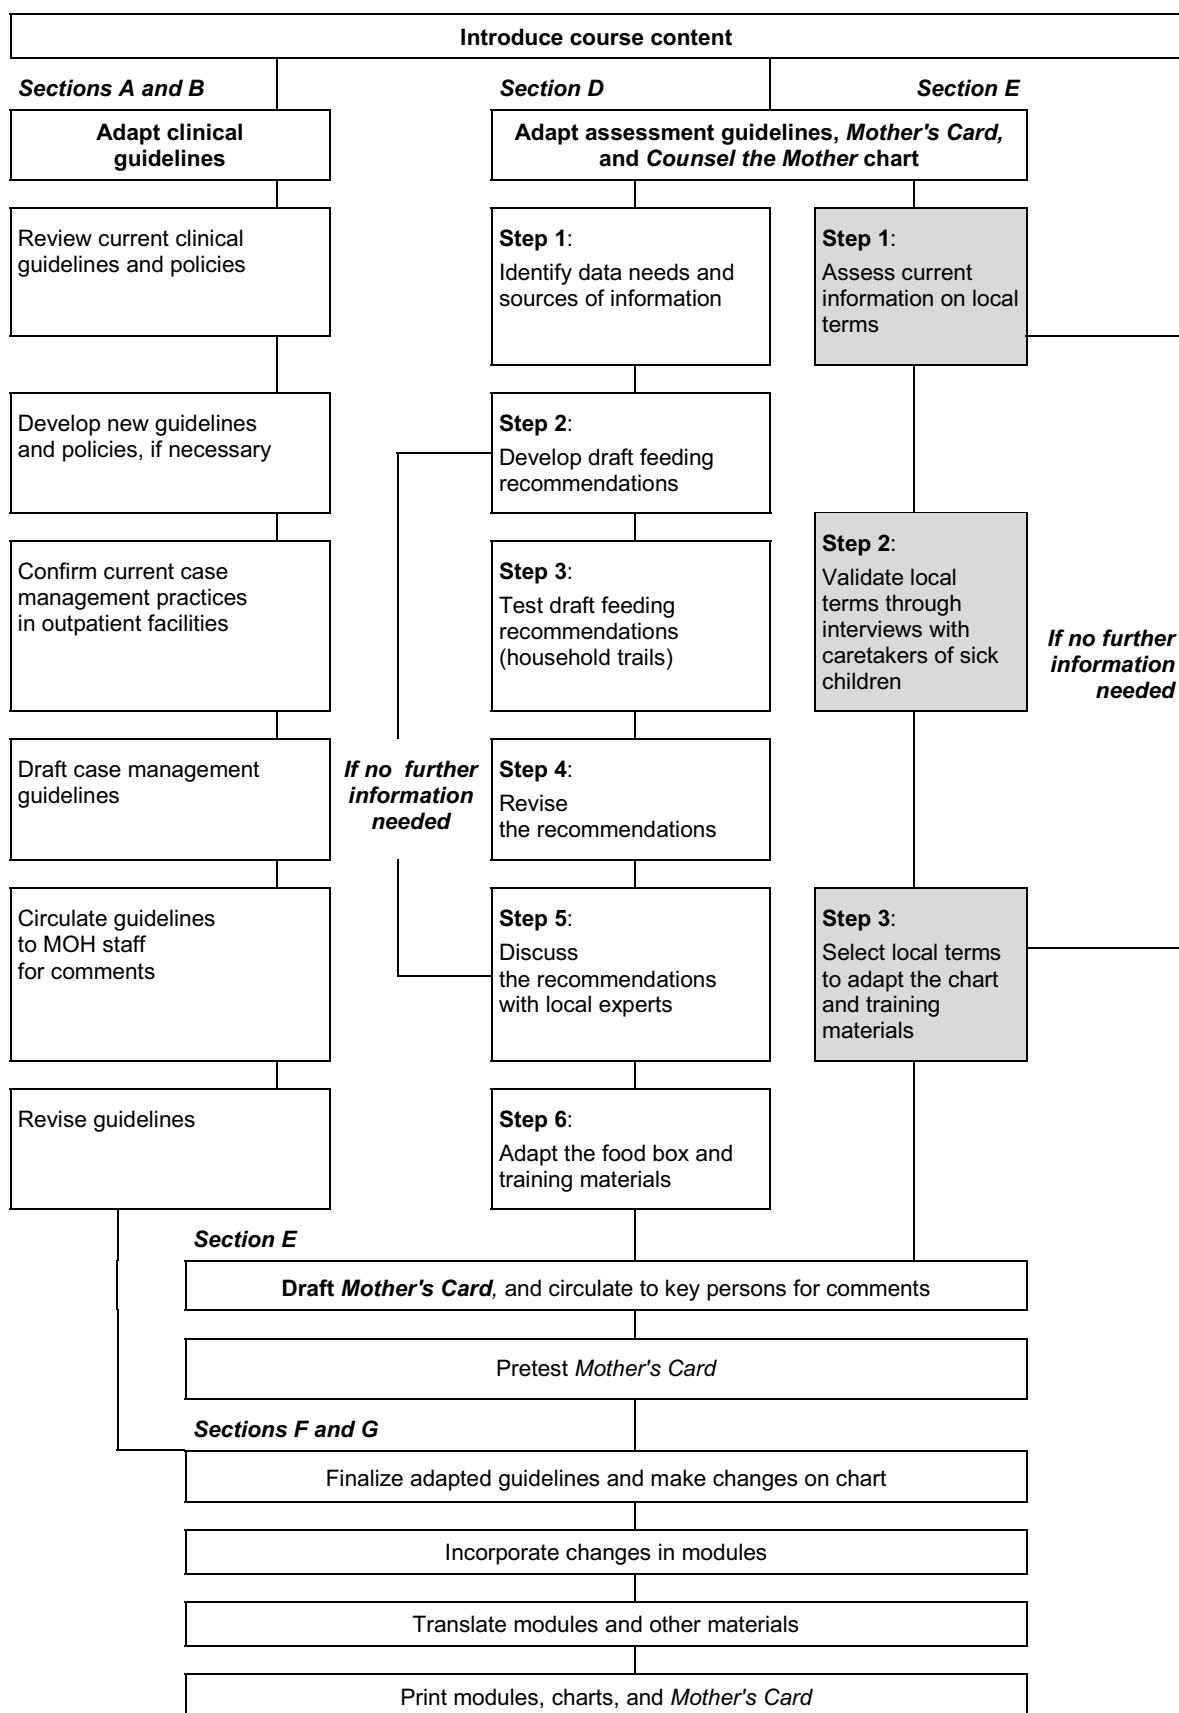 Introduce course content
Sections A and B
Adapt clinical
guidelines
Review current clinical
guidelines and policies
Develop new guidelines
and policies, if necessary
Confirm current case
management practices
in outpatient facilities
Draft case management
guidelines
Circulate guidelines
to MOH staff
for comments
Revise guidelines
Section D
Section E
Adapt assessment guidelines, Mother's Card,
and Counsel the Mother chart
Step 1:
Identify data needs and
sources of information
Step 2:
Develop draft feeding
recommendations
Step 3:
Test draft feeding
recommendations
(household trails)
If no further
information
needed
Step 4:
Revise
the recommendations
Step 5:
Discuss
the recommendations
with local experts
Step 6:
Adapt the food box and
training materials
Step 1:
Assess current
information on local
terms
Step 2:
Validate local
terms through
interviews with
caretakers of sick
children
If no further
information
needed
Step 3:
Select local terms
to adapt the chart
and training
materials
Section E
Draft Mother's Card, and circulate to key persons for comments
Pretest Mother's Card
Sections F and G
Finalize adapted guidelines and make changes on chart
Incorporate changes in modules
Translate modules and other materials
Print modules, charts, and Mother's Card